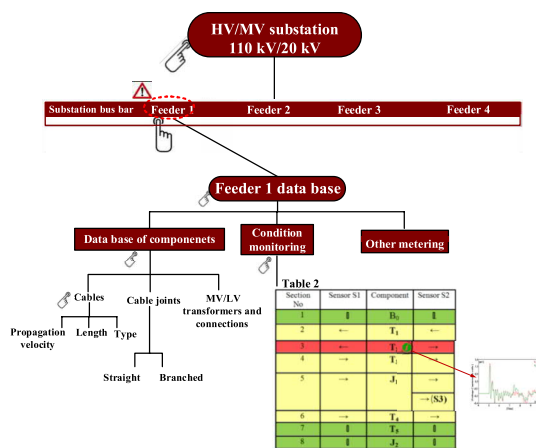 HV/MV substation
110 kV/20 kV
Substation bus bar Feeder 1 Feeder 2 Feeder 3 Feeder 4
Feeder 1 data base
Data base of componenets
Condition
monitoring
Other metering
Cables
Cable joints
MV/LV
transformers and
connections
Propagation
velocity
Length
Type
Straight
Branched
Table 2
Section No Sensor S1 Component Sensor S2
1 ⇕ B0 ⇕
2 ← T1 ←
3 ← T1 →
4 → T1 →
5 → J1 →
→(S3)
6 → T4 →
7 ⇕ T5 ⇕
8 ⇕ J2 ⇕